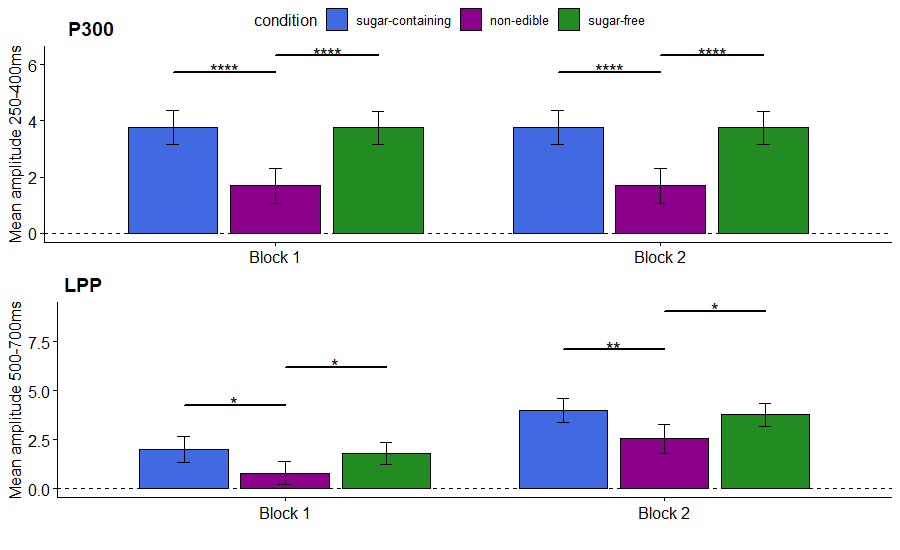 condition sugar-containing non-edible sugar-free
P300
Mean amplitude 250-400ms
6
4
2
0
**** **** **** ****
Block 1 Block 2
LPP
Mean amplitude 500-700ms
7.5
5.0
2.5
0.0
* * ** *
Block 1 Block 2